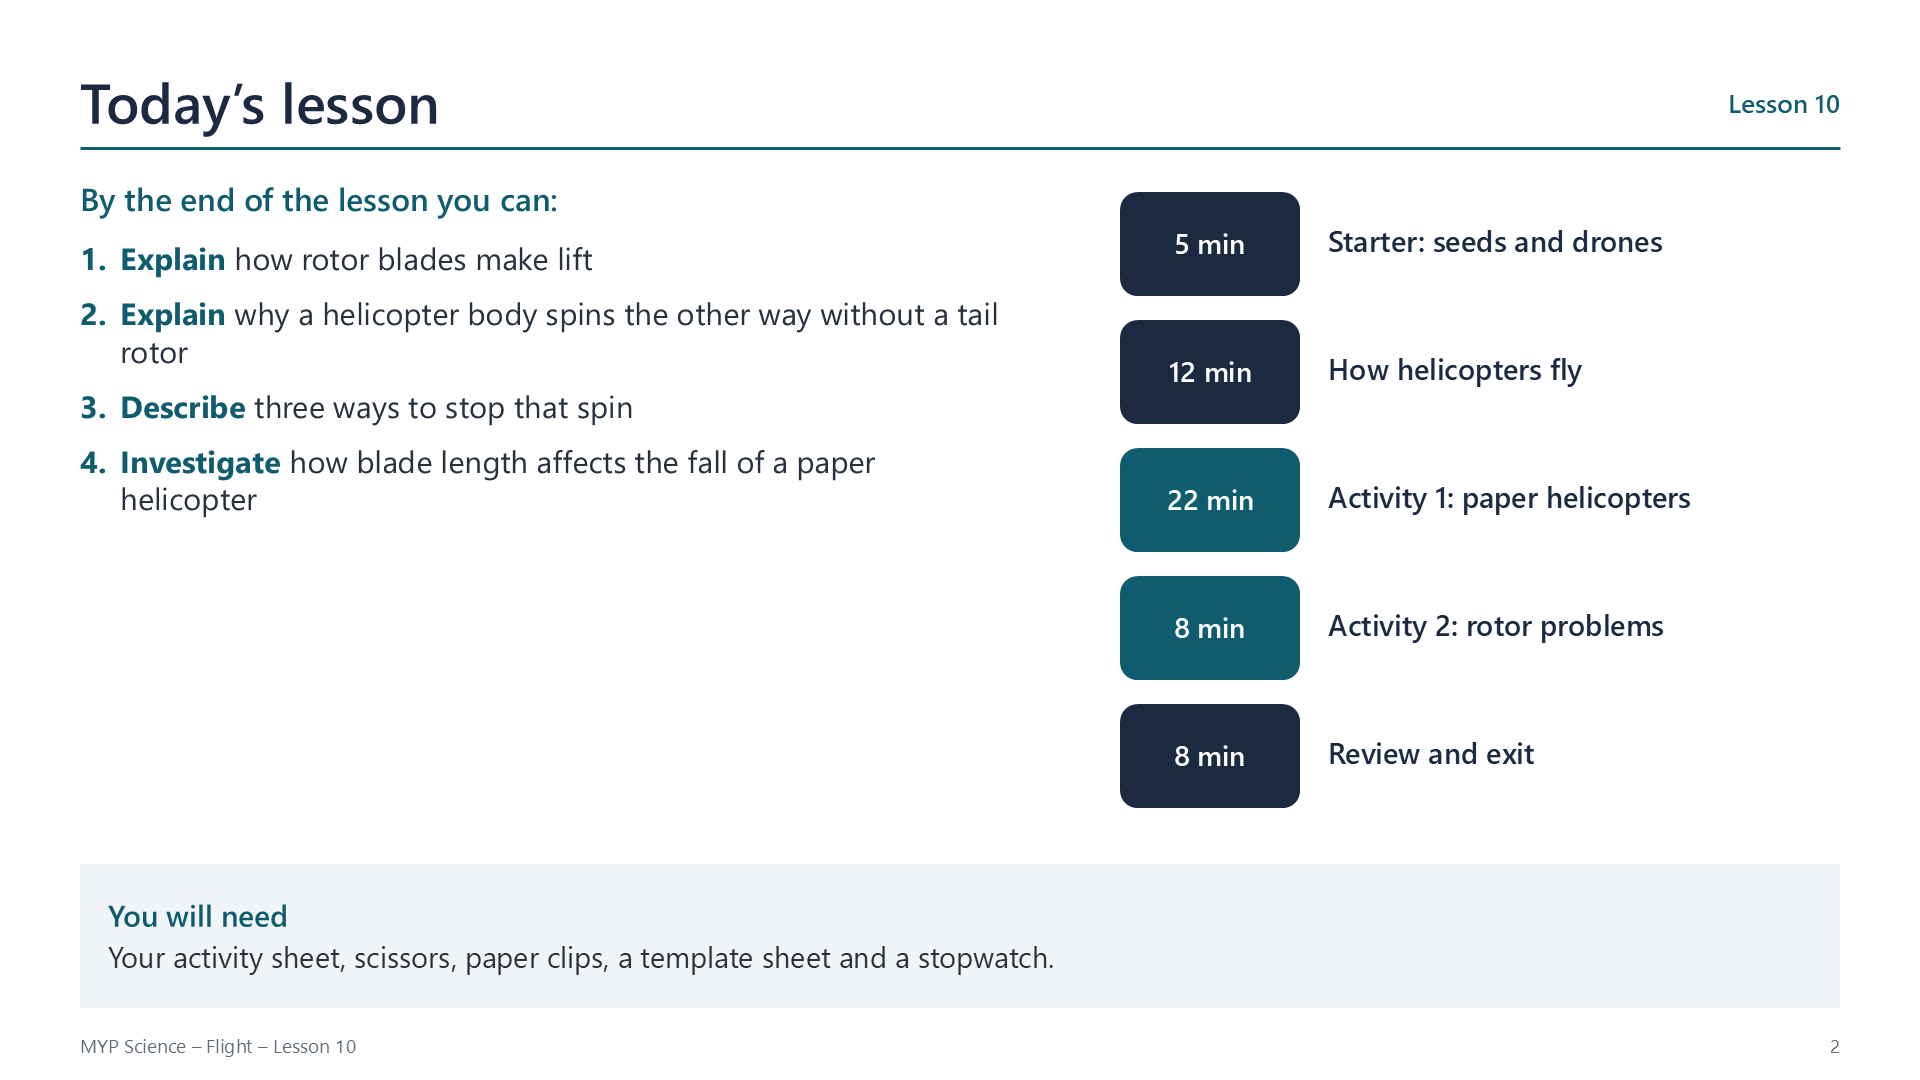 Today’s lesson
Lesson 10
By the end of the lesson you can:
1. Explain how rotor blades make lift
2. Explain why a helicopter body spins the other way without a tail
rotor
3. Describe three ways to stop that spin
4. Investigate how blade length affects the fall of a paper
helicopter
5 min
Starter: seeds and drones
12 min
How helicopters fly
22 min
Activity 1: paper helicopters
8 min
Activity 2: rotor problems
8 min
Review and exit
You will need
Your activity sheet, scissors, paper clips, a template sheet and a stopwatch.
MYP Science – Flight – Lesson 10
2